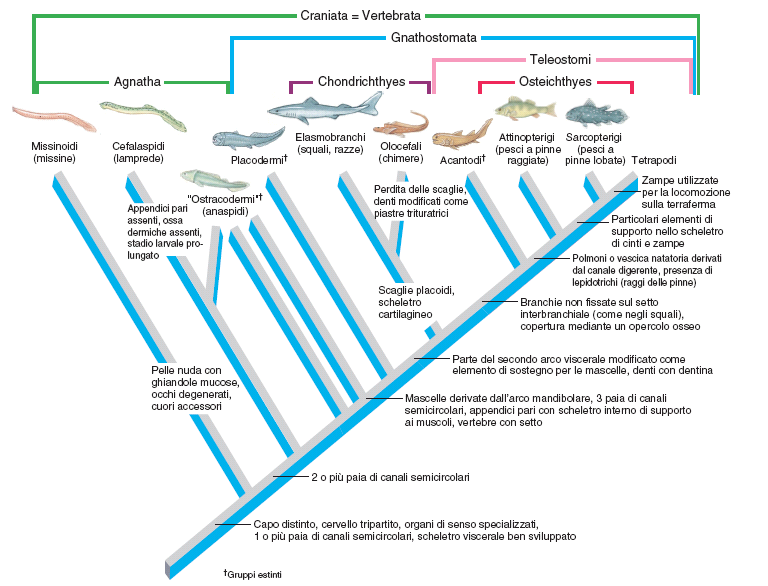 Craniata = Vertebrata
Gnathostomata
Teleostomi
Agnatha
Chondrichthyes
Osteichthyes
Missinoidi
(missine)
Cefalaspidi
(lamprede)
Placodermi†
"Ostracodermi"†
(anaspidi)
Elasmobranchi
(squali, razze)
Olocefali
(chimere)
Acantodi†
Attinopterigi
(pesci a pinne
raggiate)
Sarcopterigi
(pesci a
pinne lobate)
Tetrapodi
Appendici pari
assenti, ossa
dermiche assenti,
stadio larvale pro-
lungato
Perdita delle scaglie,
denti modificati come
piastre trituratrici
Zampe utilizzate
per la locomozione
sulla terraferma
Particolari elementi di
supporto nello scheletro
di cinti e zampe
Polmoni o vescica natatoria derivati
dal canale digerente, presenza di
lepidotrichi (raggi delle pinne)
Scaglie placoidi,
scheletro
cartilagineo
Branchie non fissate sul setto
interbranchiale (come negli squali),
copertura mediante un opercolo osseo
Pelle nuda con
ghiandole mucose,
occhi degenerati,
cuori accessori
Parte del secondo arco viscerale modificato come
elemento di sostegno per le mascelle, denti con dentina
Mascelle derivate dall'arco mandibolare, 3 paia di canali
semicircolari, appendici pari con scheletro interno di supporto
ai muscoli, vertebre con setto
2 o più paia di canali semicircolari
Capo distinto, cervello tripartito, organi di senso specializzati,
1 o più paia di canali semicircolari, scheletro viscerale ben sviluppato
†Gruppi estinti